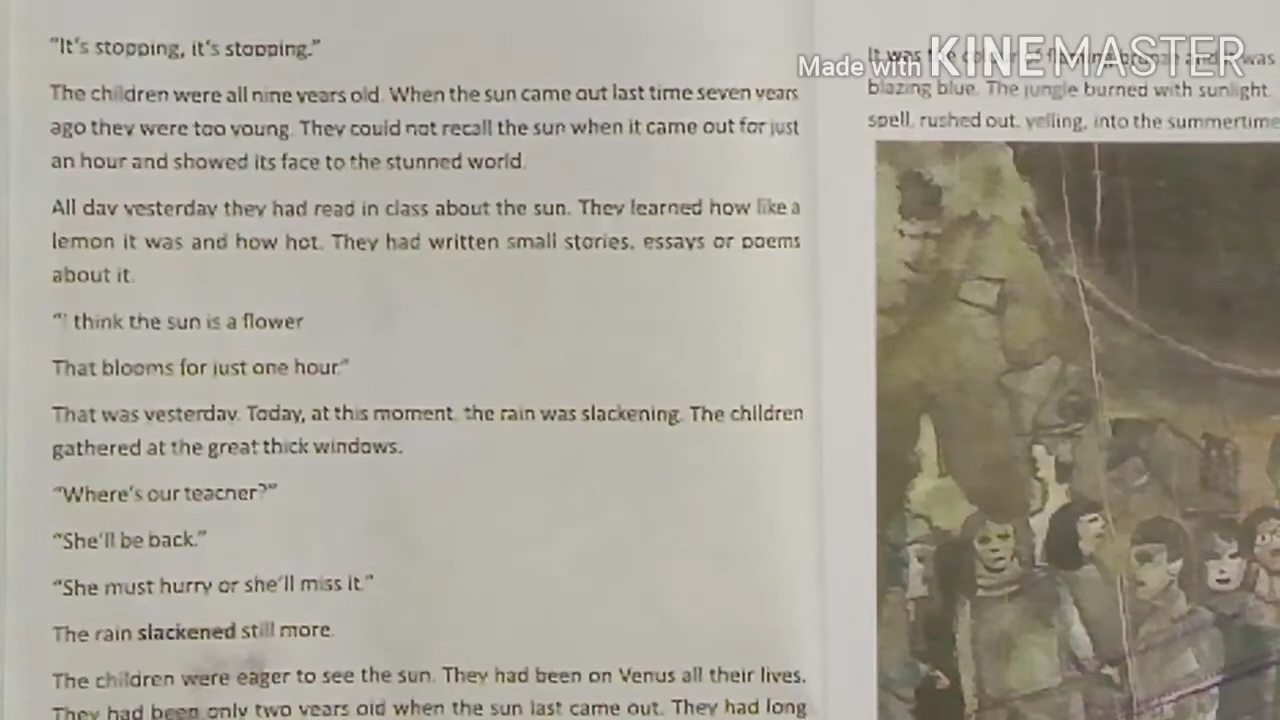 "It's stopping, it's stopping."
The children were all nine years old. When the sun came out last time seven years
ago they were too young. They could not recall the sun when it came out for just
an hour and showed its face to the stunned world.
All day yesterday they had read in class about the sun. They learned how like a
lemon it was and how hot. They had written small stories, essays or poems
about it.
think the sun is a flower
That blooms for just one hour"
That was yesterday. Today, at this moment, the rain was slackening. The children
gathered at the great thick windows.
"Where's our teacher?"
"She'll be back."
"She must hurry or she'll miss it."
The rain slackened still more.
The children were eager to see the sun. They had been on Venus all their lives.
They had been only two years old when the sun last came out. They had long
Made with KINEMASTER
It was of flaming bronze and it was
blazing blue. The jungle burned with sunlight.
spell, rushed out, yelling, into the summertime